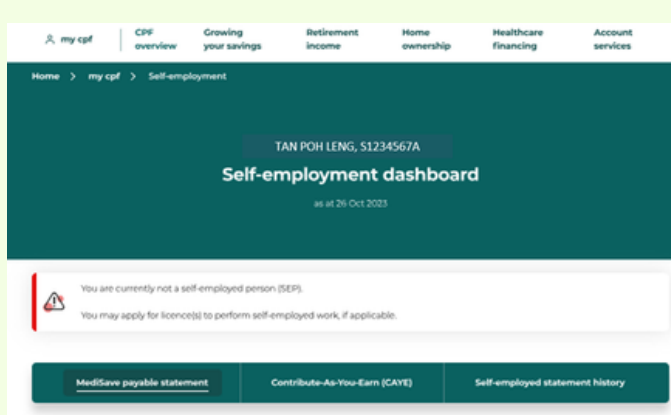 my cpf
CPF overview
Growing your savings
Retirement income
Home ownership
Healthcare financing
Account services
Home > my cpf > Self-employment
TAN POH LENG, S1234567A
Self-employment dashboard
as at 26 Oct 2023
You are currently not a self-employed person (SEP).
You may apply for licence(s) to perform self-employed work, if applicable.
MediSave payable statement
Contribute-As-You-Earn (CAYE)
Self-employed statement history